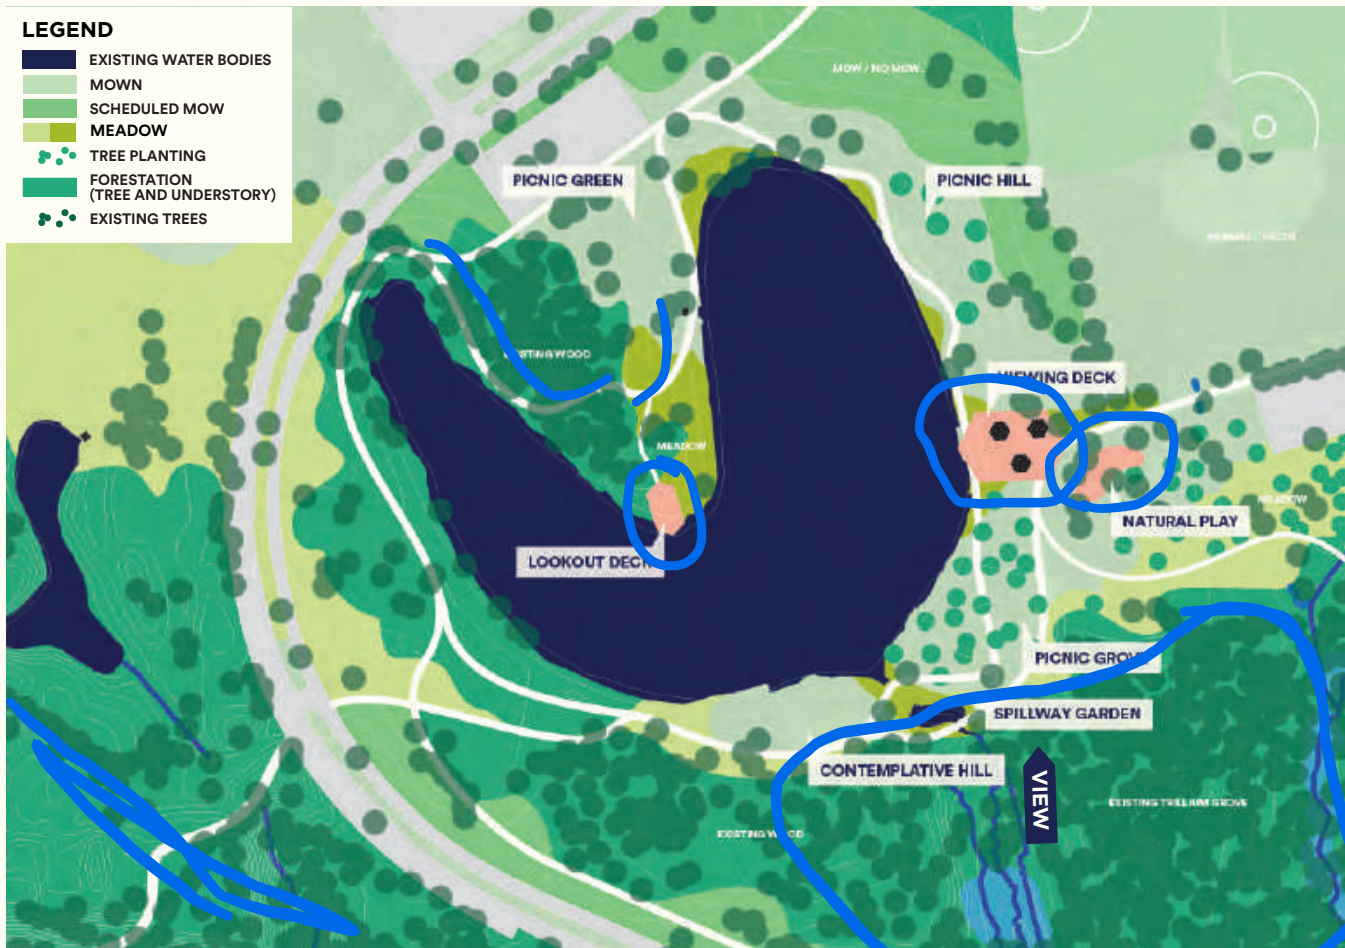 LEGEND
EXISTING WATER BODIES
MOWN
SCHEDULED MOW
MEADOW
TREE PLANTING
FORESTATION
(TREE AND UNDERSTORY)
EXISTING TREES
MOW / NO MOW
PICNIC GREEN
PICNIC HILL
EXISTING WOOD
VIEWING DECK
MEADOW
MEADOW
NATURAL PLAY
LOOKOUT DECK
PICNIC GROVE
SPILLWAY GARDEN
CONTEMPLATIVE HILL
VIEW
EXISTING TRILLIUM GROVE
EXISTING WOOD